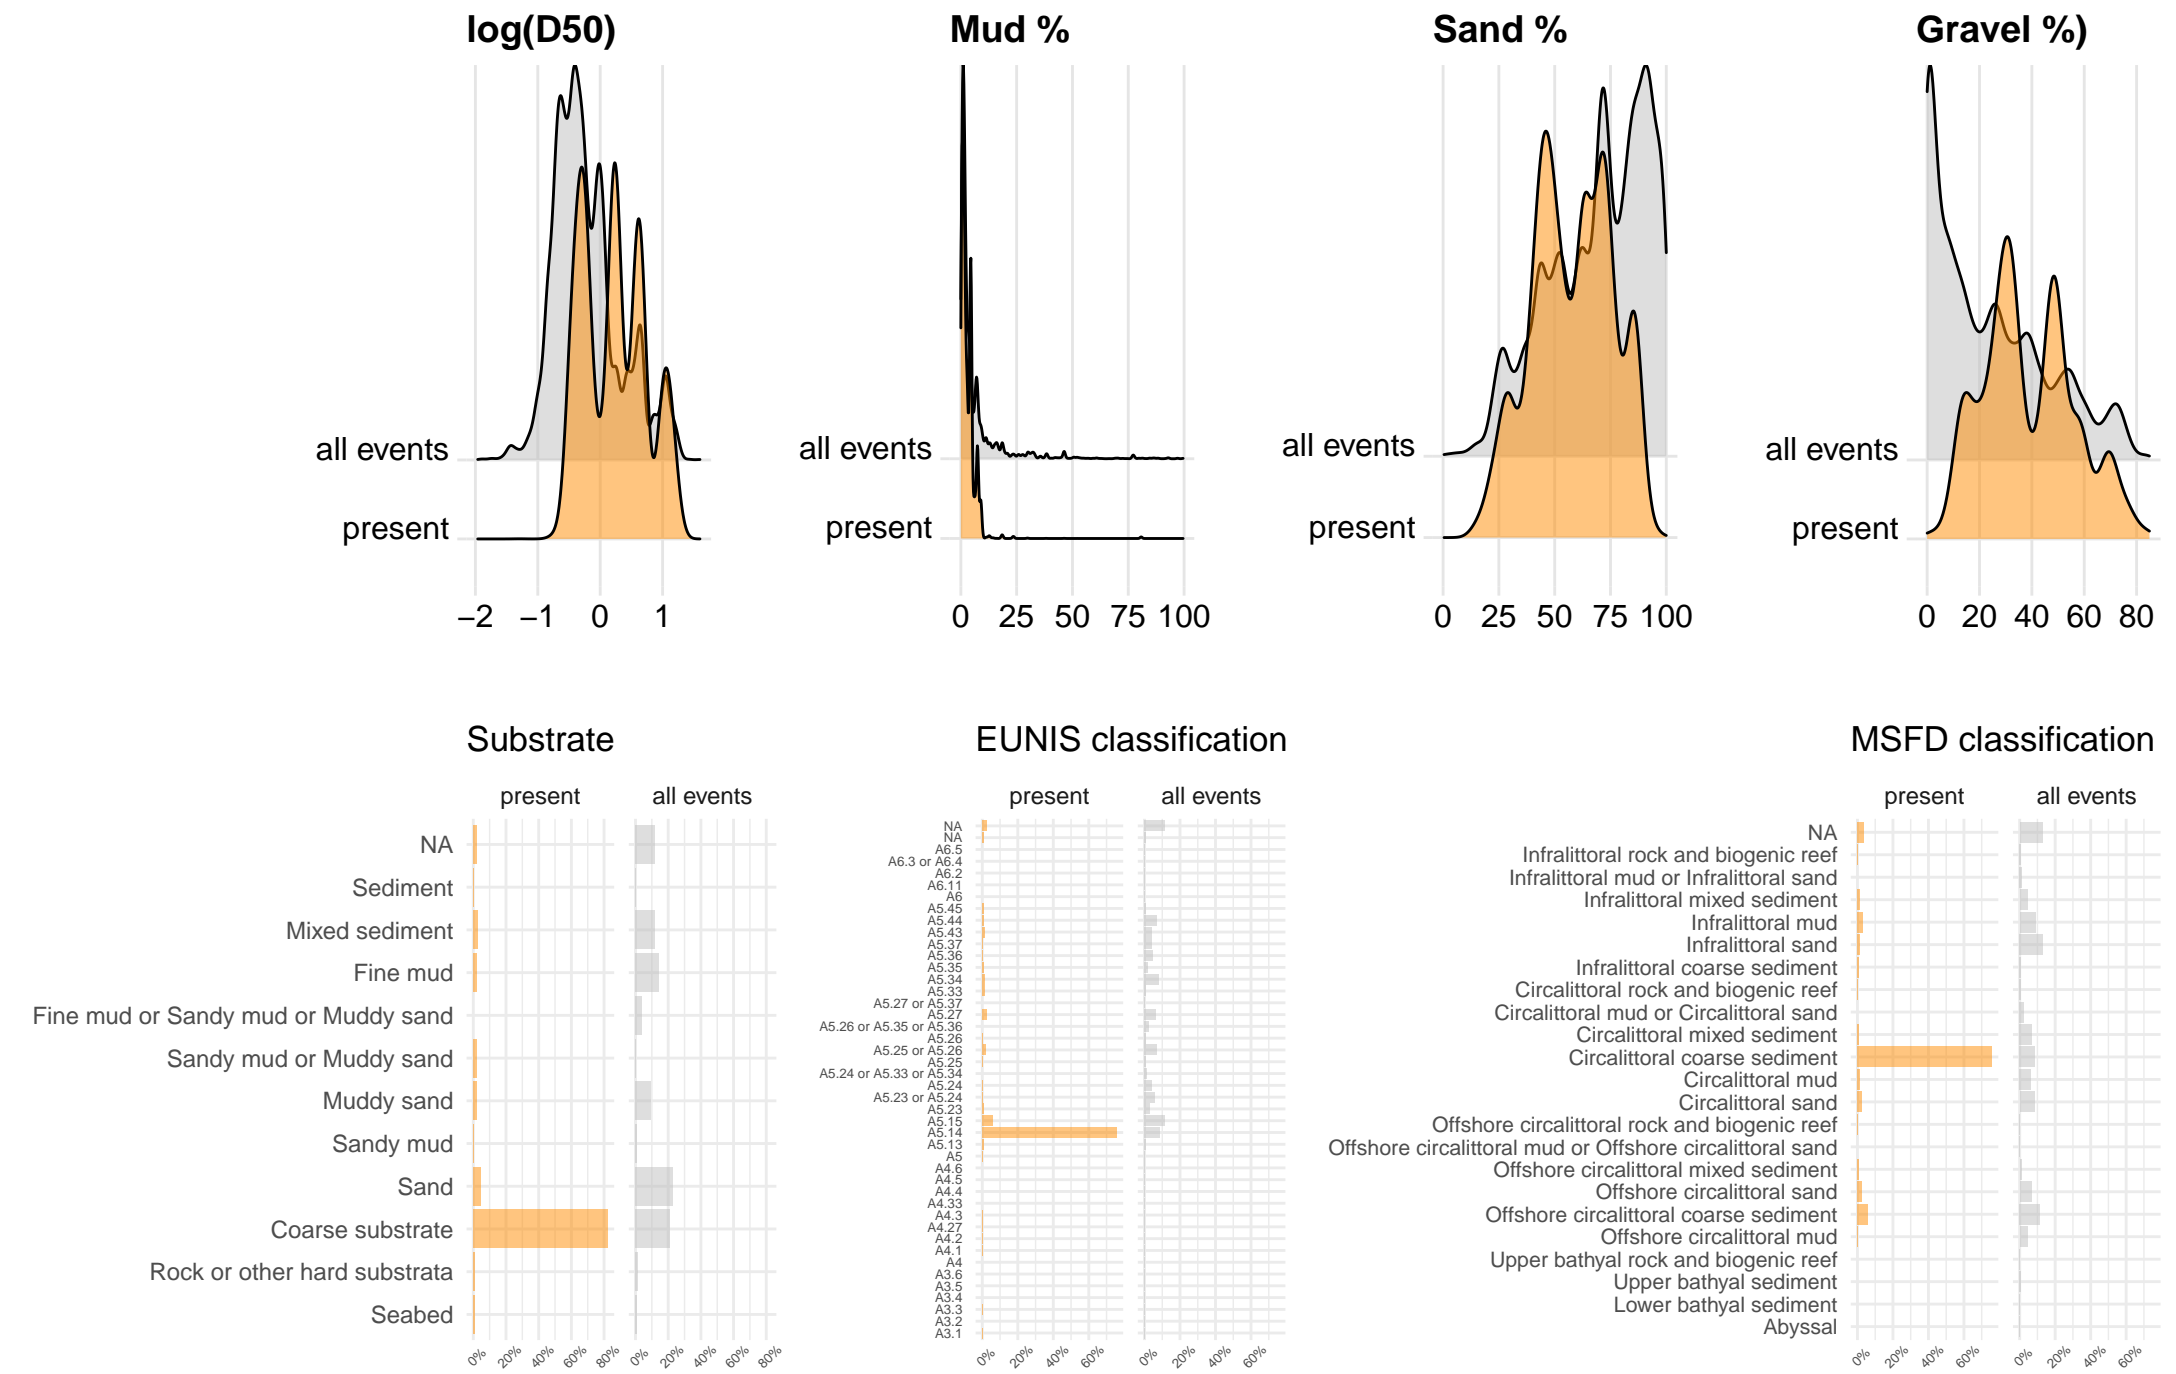 log(D50)
Mud %
Sand %
Gravel %)
all events
present
−2 −1 0 1
all events
present
0 25 50 75 100
all events
present
0 25 50 75 100
all events
present
0 20 40 60 80
Substrate
present all events
NA
Sediment
Mixed sediment
Fine mud
Fine mud or Sandy mud or Muddy sand
Sandy mud or Muddy sand
Muddy sand
Sandy mud
Sand
Coarse substrate
Rock or other hard substrata
Seabed
0% 20% 40% 60% 80% 0% 20% 40% 60% 80%
EUNIS classification
present all events
NA
NA
A6.5
A6.3 or A6.4
A6.2
A6.11
A6
A5.45
A5.44
A5.43
A5.37
A5.36
A5.35
A5.34
A5.33
A5.27 or A5.37
A5.27
A5.26 or A5.35 or A5.36
A5.26
A5.25 or A5.26
A5.25
A5.24 or A5.33 or A5.34
A5.24
A5.23 or A5.24
A5.23
A5.15
A5.14
A5.13
A5
A4.6
A4.5
A4.4
A4.33
A4.3
A4.27
A4.2
A4.1
A4
A3.6
A3.5
A3.4
A3.3
A3.2
A3.1
0% 20% 40% 60% 0% 20% 40% 60%
MSFD classification
present all events
NA
Infralittoral rock and biogenic reef
Infralittoral mud or Infralittoral sand
Infralittoral mixed sediment
Infralittoral mud
Infralittoral sand
Infralittoral coarse sediment
Circalittoral rock and biogenic reef
Circalittoral mud or Circalittoral sand
Circalittoral mixed sediment
Circalittoral coarse sediment
Circalittoral mud
Circalittoral sand
Offshore circalittoral rock and biogenic reef
Offshore circalittoral mud or Offshore circalittoral sand
Offshore circalittoral mixed sediment
Offshore circalittoral sand
Offshore circalittoral coarse sediment
Offshore circalittoral mud
Upper bathyal rock and biogenic reef
Upper bathyal sediment
Lower bathyal sediment
Abyssal
0% 20% 40% 60% 0% 20% 40% 60%